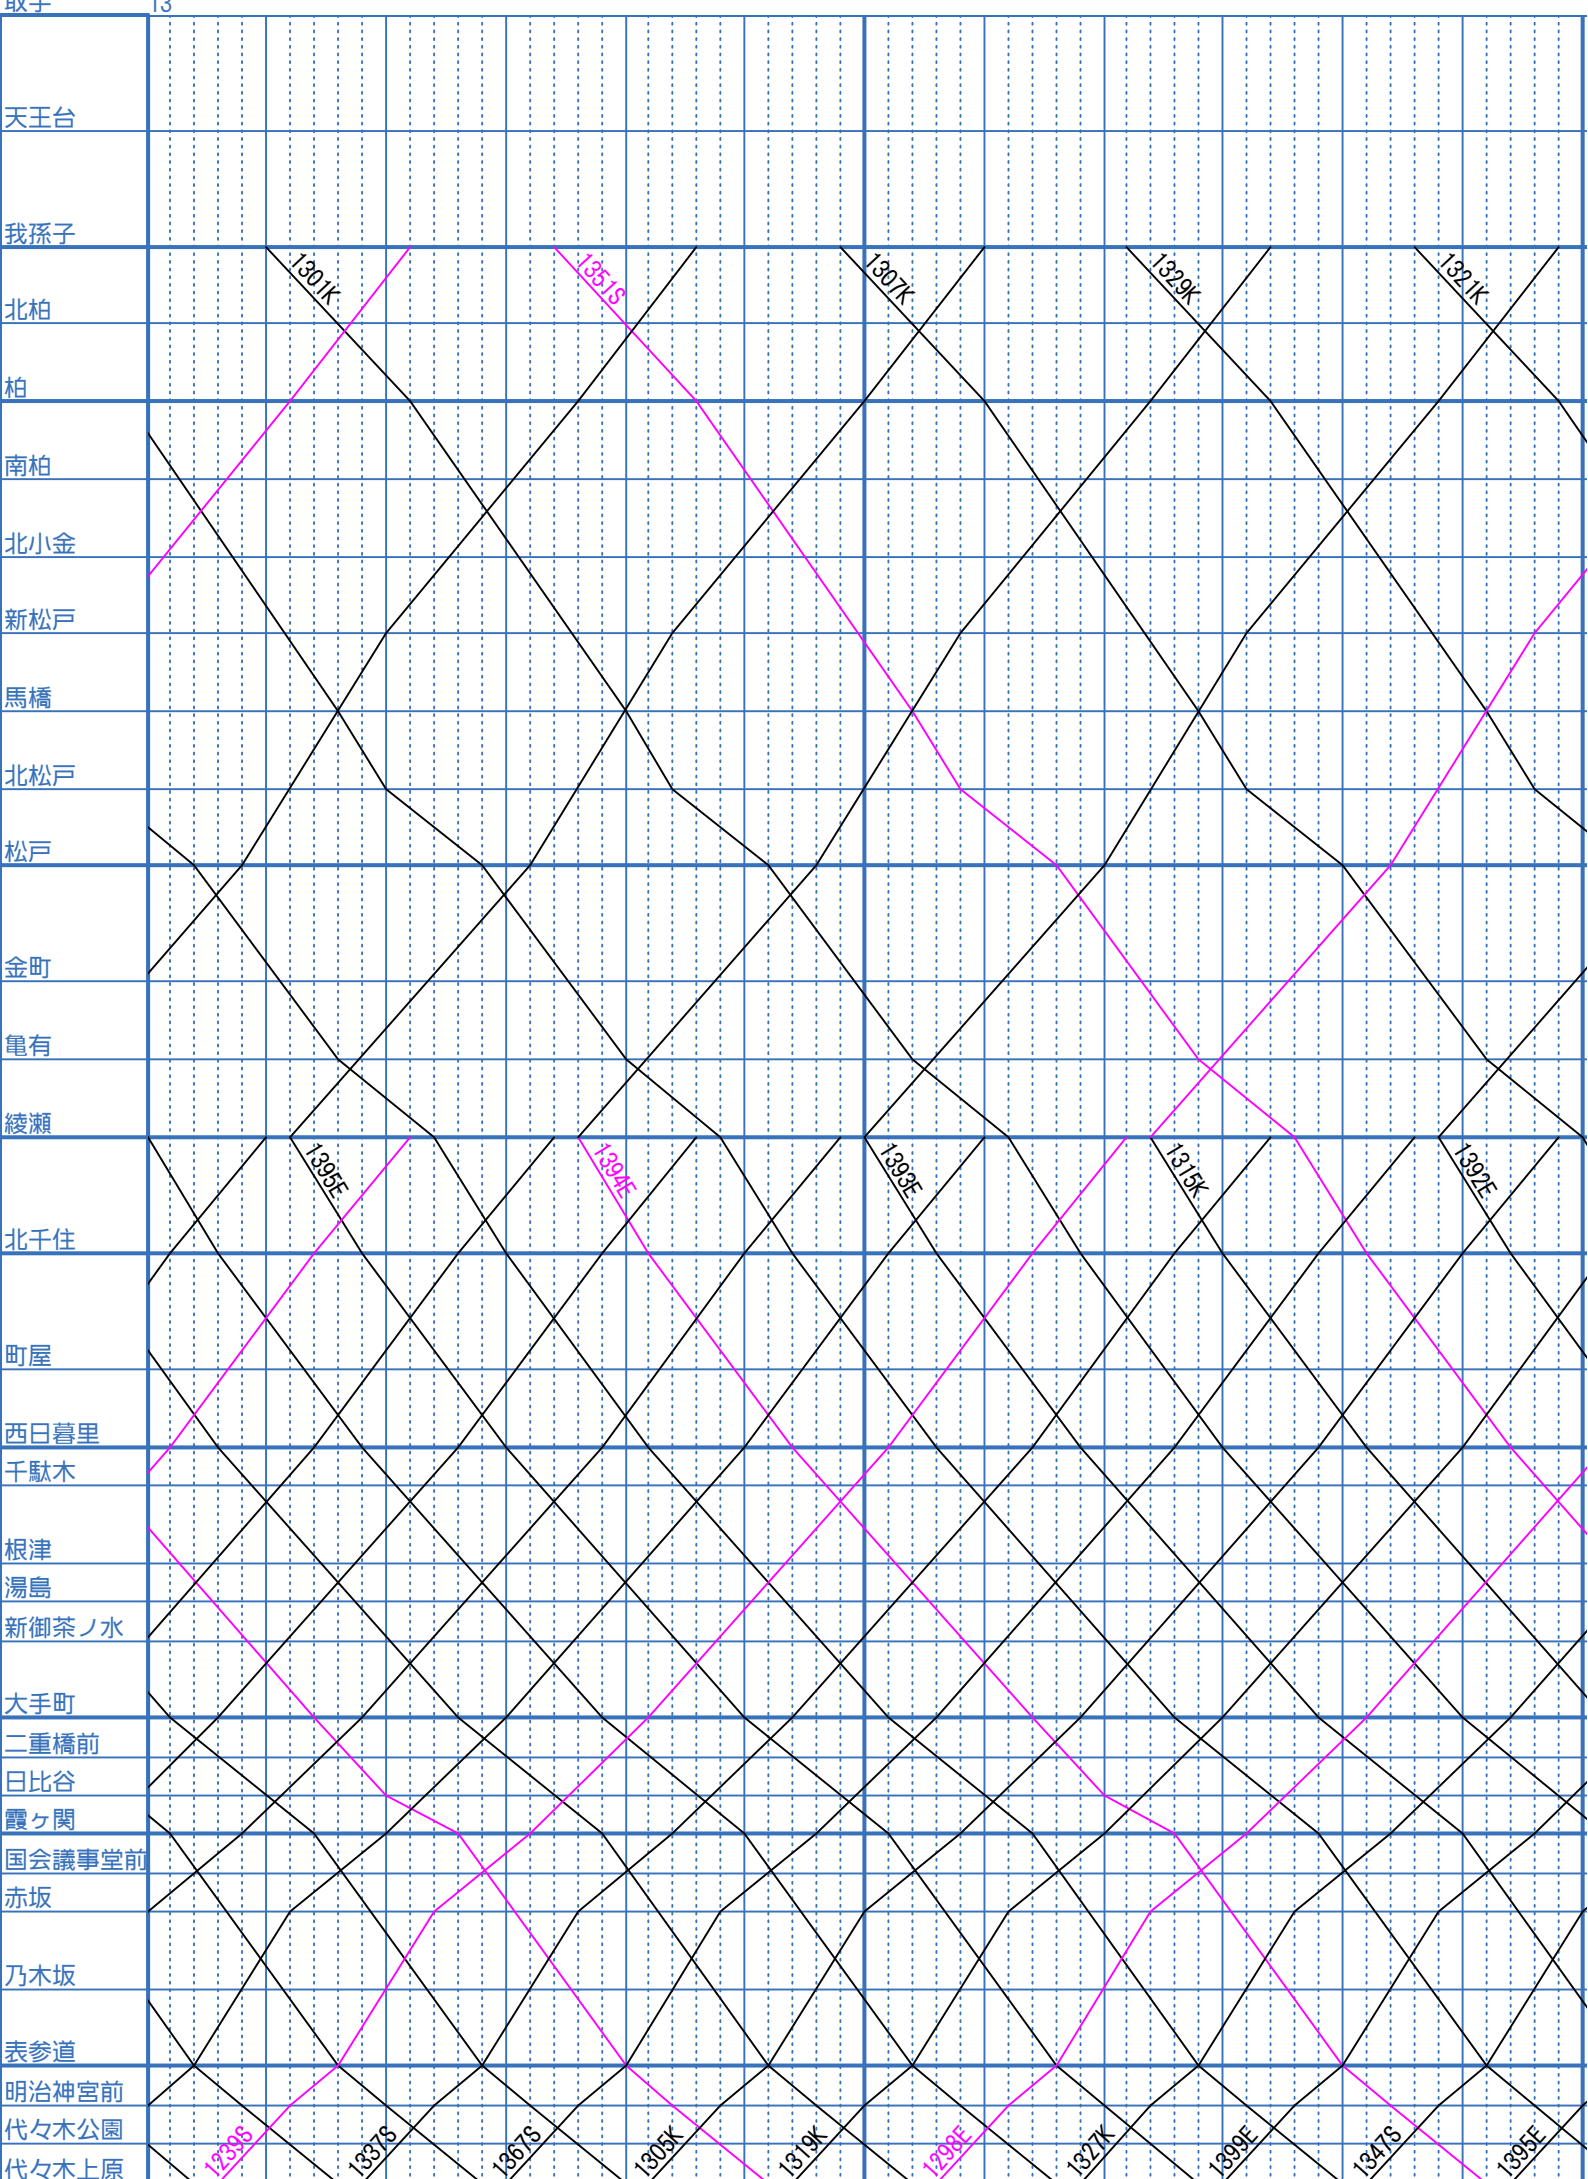 取手 13
天王台
我孫子
1301K 1351S 1307K 1329K 1321K
北柏
柏
南柏
北小金
新松戸
馬橋
北松戸
松戸
金町
亀有
綾瀬
1395E 1394E 1393E 1315K 1392E
北千住
町屋
西日暮里
千駄木
根津
湯島
新御茶ノ水
大手町
二重橋前
日比谷
霞ヶ関
国会議事堂前
赤坂
乃木坂
表参道
明治神宮前
代々木公園
1239S 1337S 1367S 1305K 1319K 1298E 1327K 1399E 1347S 1395E
代々木上原